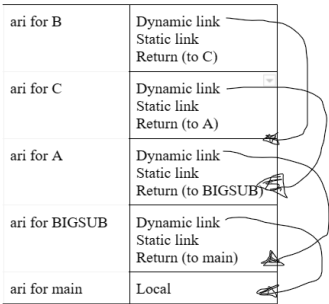 ari for B
Dynamic link
Static link
Return (to C)
ari for C
Dynamic link
Static link
Return (to A)
ari for A
Dynamic link
Static link
Return (to BIGSUB)
ari for BIGSUB
Dynamic link
Static link
Return (to main)
ari for main
Local